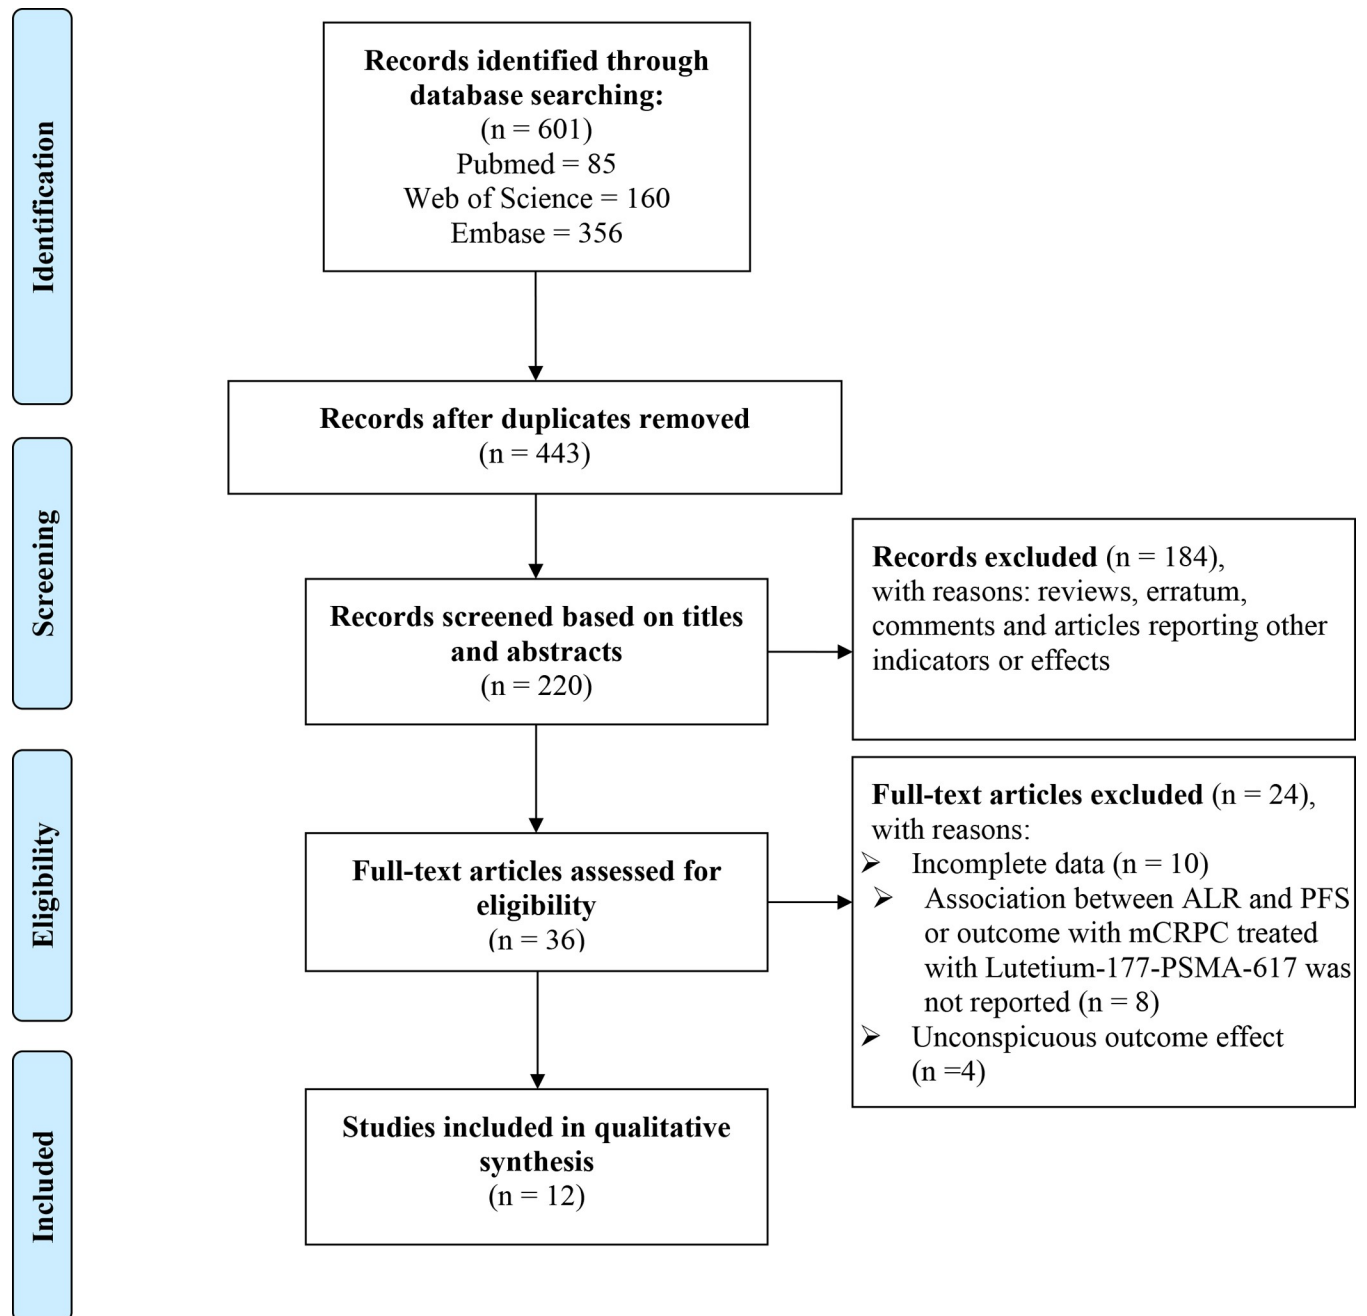 Identification
Records identified through
database searching:
(n = 601)
Pubmed = 85
Web of Science = 160
Embase = 356
Records after duplicates removed
(n = 443)
Screening
Records screened based on titles
and abstracts
(n = 220)
Records excluded (n = 184),
with reasons: reviews, erratum,
comments and articles reporting other
indicators or effects
Eligibility
Full-text articles assessed for
eligibility
(n = 36)
Full-text articles excluded (n = 24),
with reasons:
➢ Incomplete data (n = 10)
➢ Association between ALR and PFS
or outcome with mCRPC treated
with Lutetium-177-PSMA-617 was
not reported (n = 8)
➢ Unconspicuous outcome effect
(n =4)
Included
Studies included in qualitative
synthesis
(n = 12)